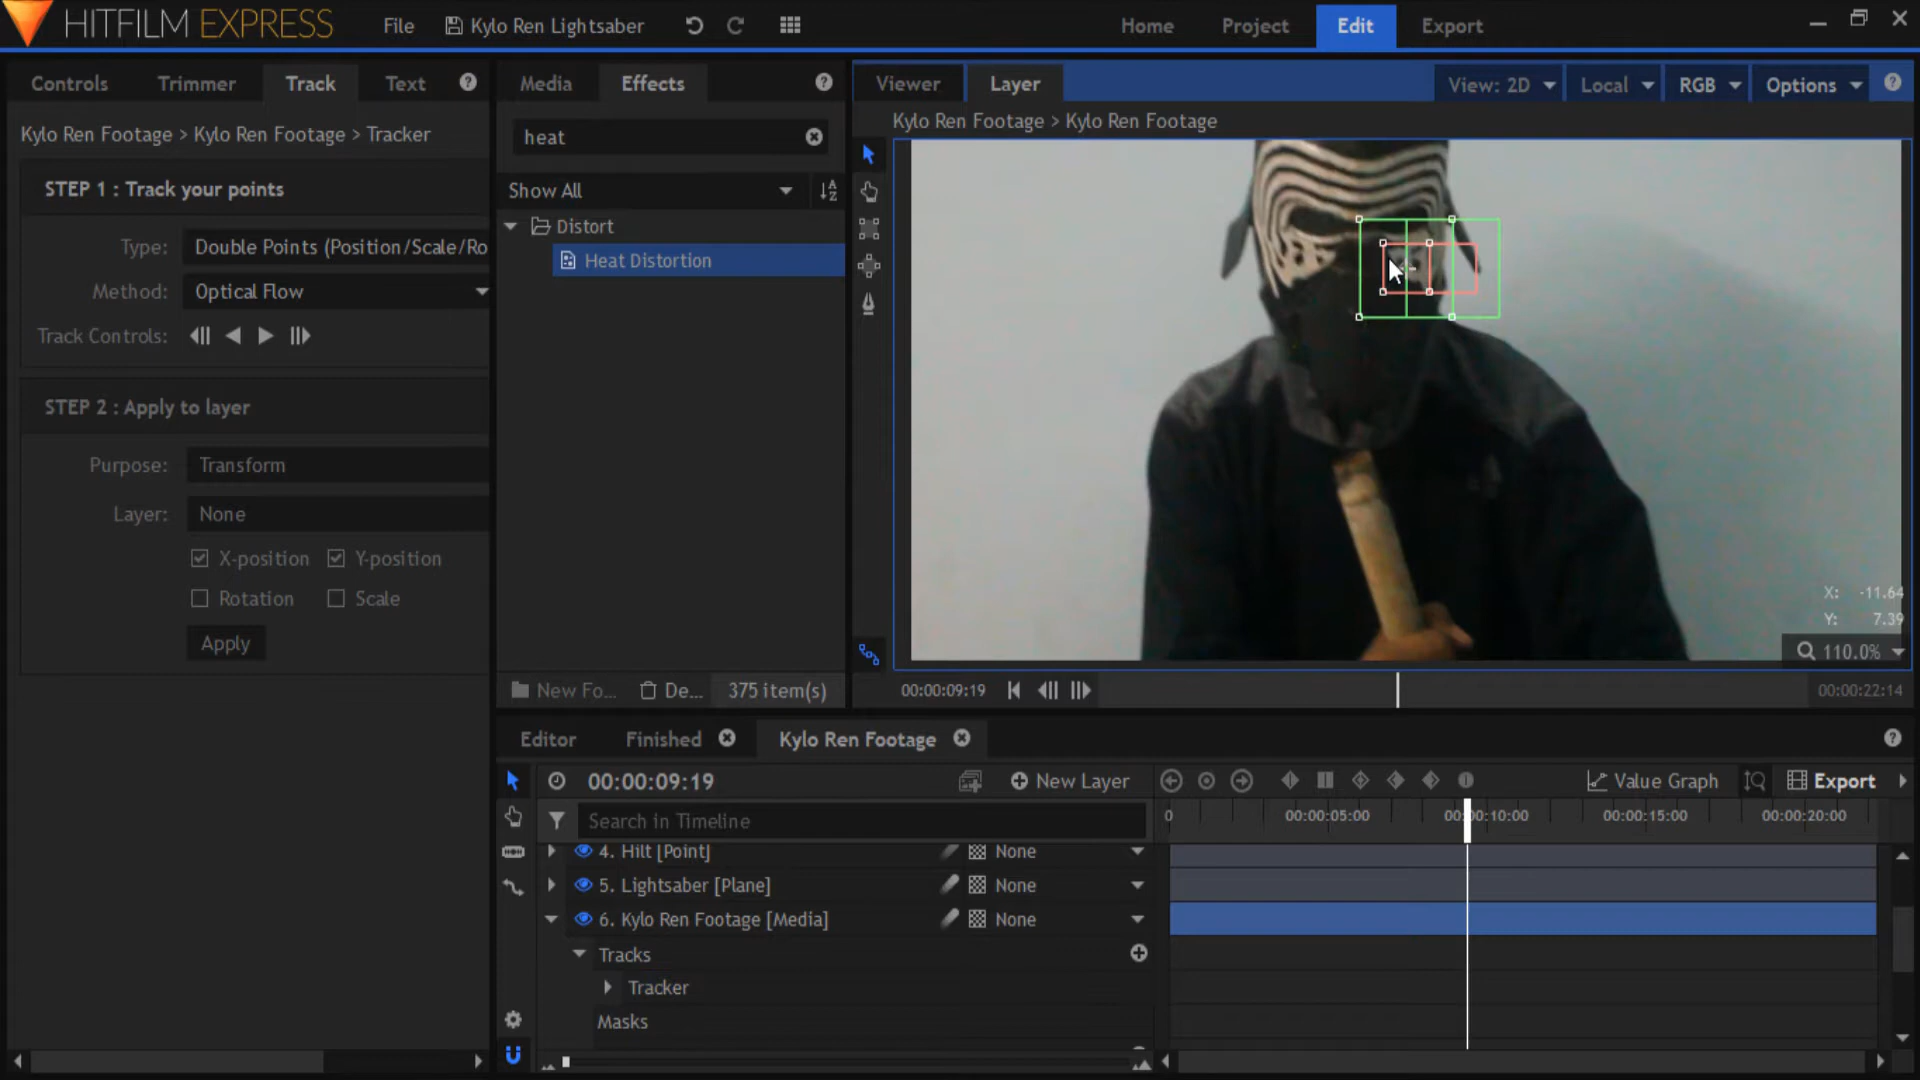 HITFILM EXPRESS File Kylo Ren Lightsaber Home Project Edit Export
Controls Trimmer Track Text
Kylo Ren Footage > Kylo Ren Footage > Tracker
STEP 1 : Track your points
Type: Double Points (Position/Scale/Ro
Method: Optical Flow
Track Controls:
STEP 2 : Apply to layer
Purpose: Transform
Layer: None
X-position Y-position
Rotation Scale
Apply
Media Effects
heat
Show All
Distort
Heat Distortion
New Fo... De... 375 item(s)
Viewer Layer View: 2D Local RGB Options
Kylo Ren Footage > Kylo Ren Footage
X: -11.64
Y: 7.39
110.0%
00:00:09:19 00:00:22:14
Editor Finished Kylo Ren Footage
00:00:09:19 New Layer Value Graph Export
Search in Timeline
0 00:00:05:00 00:00:10:00 00:00:15:00 00:00:20:00
4. Hilt [Point] None
5. Lightsaber [Plane] None
6. Kylo Ren Footage [Media] None
Tracks
Tracker
Masks